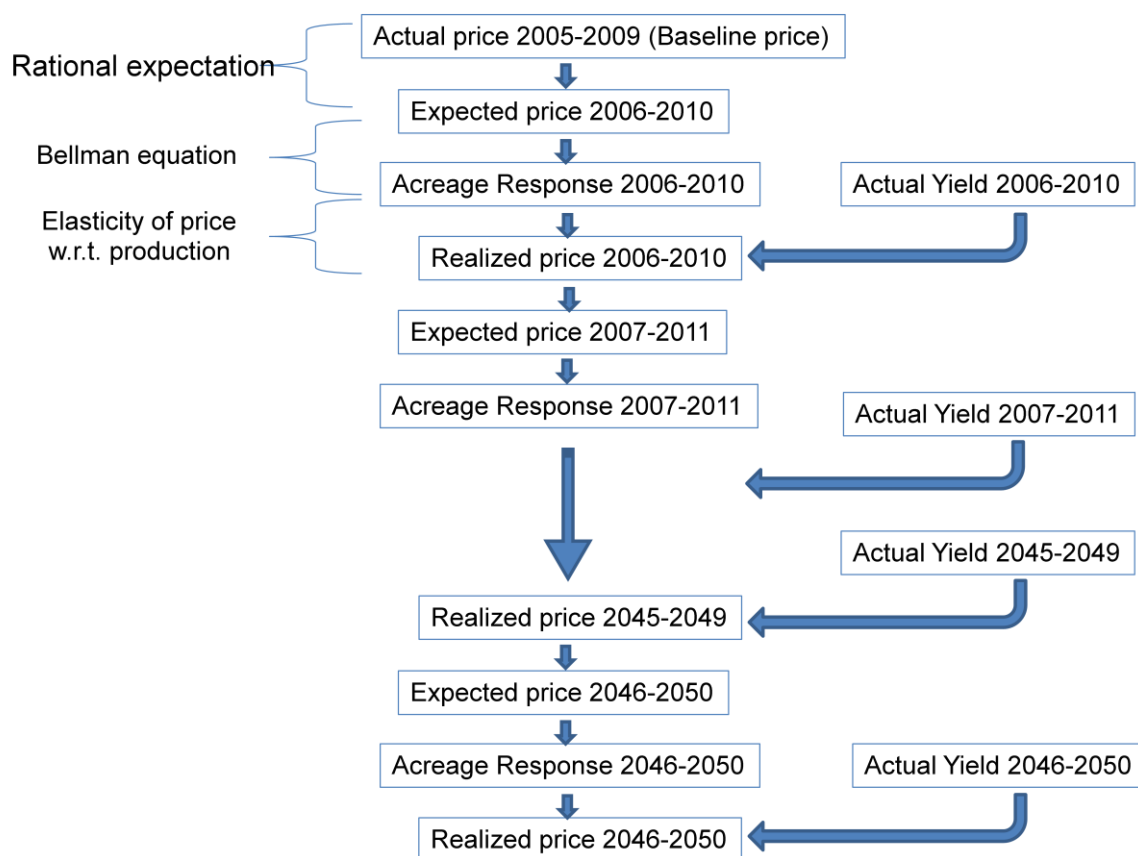 Actual price 2005-2009 (Baseline price)
Rational expectation
Expected price 2006-2010
Bellman equation
Acreage Response 2006-2010
Actual Yield 2006-2010
Elasticity of price
w.r.t. production
Realized price 2006-2010
Expected price 2007-2011
Acreage Response 2007-2011
Actual Yield 2007-2011
Actual Yield 2045-2049
Realized price 2045-2049
Expected price 2046-2050
Acreage Response 2046-2050
Actual Yield 2046-2050
Realized price 2046-2050